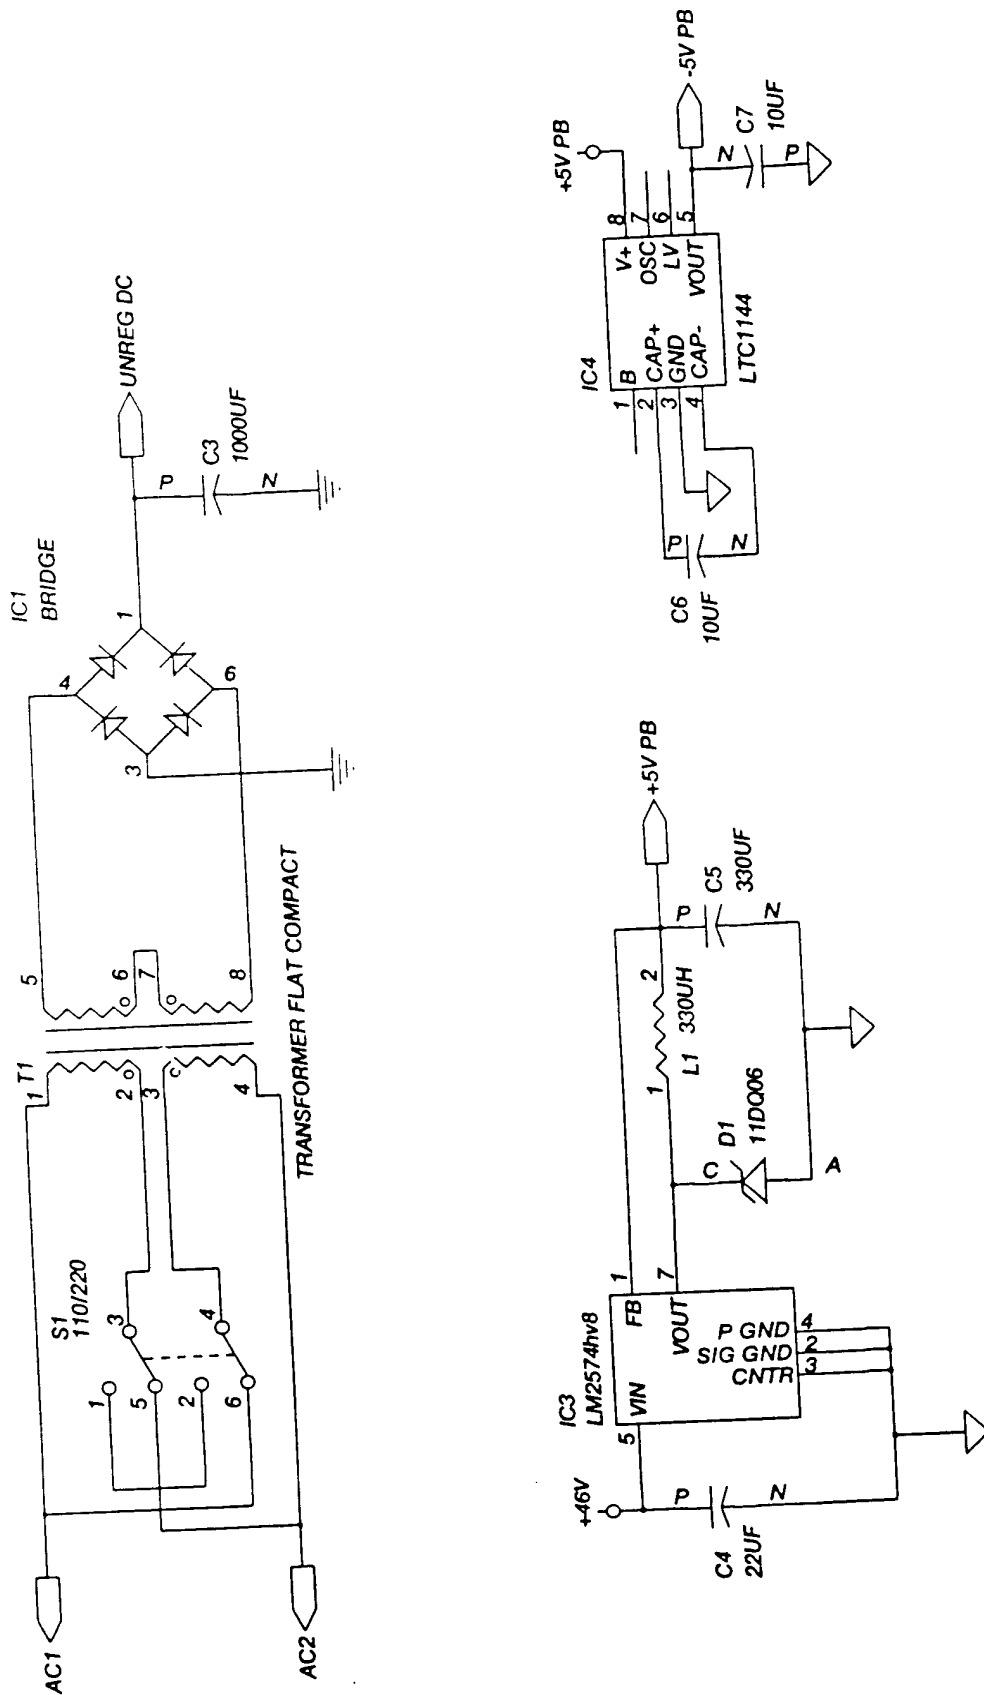 AC1
AC2
S1
110/220
1
5
2
6
3
4
T1
1
2
3
4
5
6
7
8
TRANSFORMER FLAT COMPACT
IC1
BRIDGE
4
1
3
6
UNREG DC
P
C3
1000UF
N
+46V
C4
22UF
P
N
IC3
LM2574hv8
5
VIN
FB
VOUT
P GND
SIG GND
CNTR
1
7
4
2
3
C
D1
11DQ06
A
1
2
L1
330UH
P
C5
330UF
N
+5V PB
C6
10UF
P
N
IC4
1
2
3
4
B
CAP+
GND
CAP-
V+
OSC
LV
VOUT
8
7
6
5
LTC1144
+5V PB
-5V PB
N
C7
10UF
P